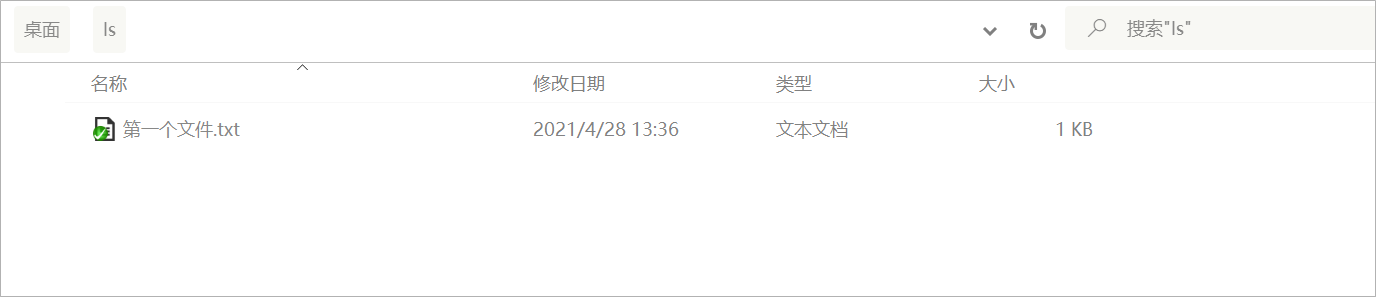 桌面 ls 搜索"ls"
名称 修改日期 类型 大小
第一个文件.txt 2021/4/28 13:36 文本文档 1 KB